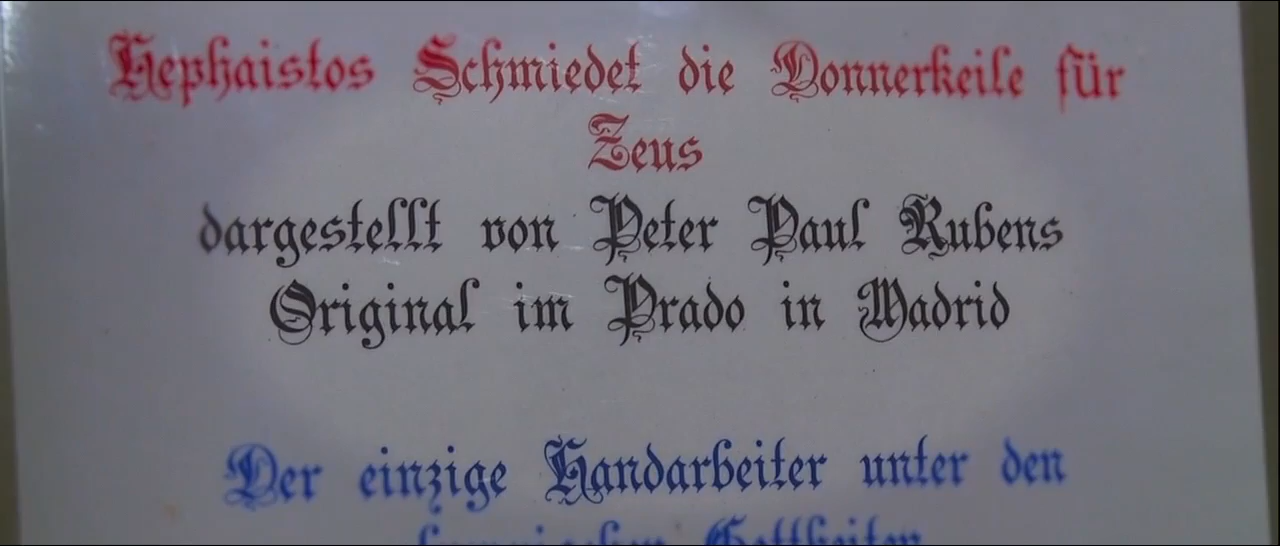 Hephaistos Schmiedet die Donnerkeile für
Zeus
dargestellt von Peter Paul Rubens
Original im Prado in Madrid
Der einzige Handarbeiter unter den
Gottheiten